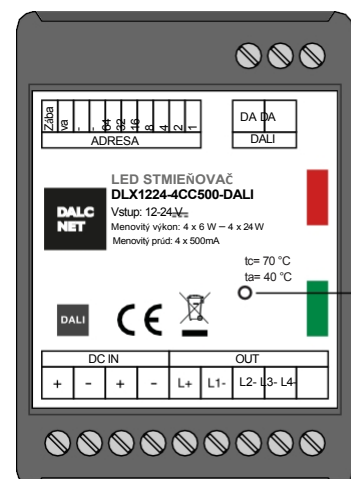 Zába
va
-
-
64
32
16
8
4
2
1
ADRESA
DA DA
DALI
LED STMIEŇOVAČ
DLX1224-4CC500-DALI
Vstup: 12-24 V⎓
Menovitý výkon: 4 x 6 W – 4 x 24 W
Menovitý prúd: 4 x 500mA
DALC
NET
tc= 70 °C
ta= 40 °C
DALI
CE
DC IN
OUT
+ - + - L+ L1- L2- L3- L4-